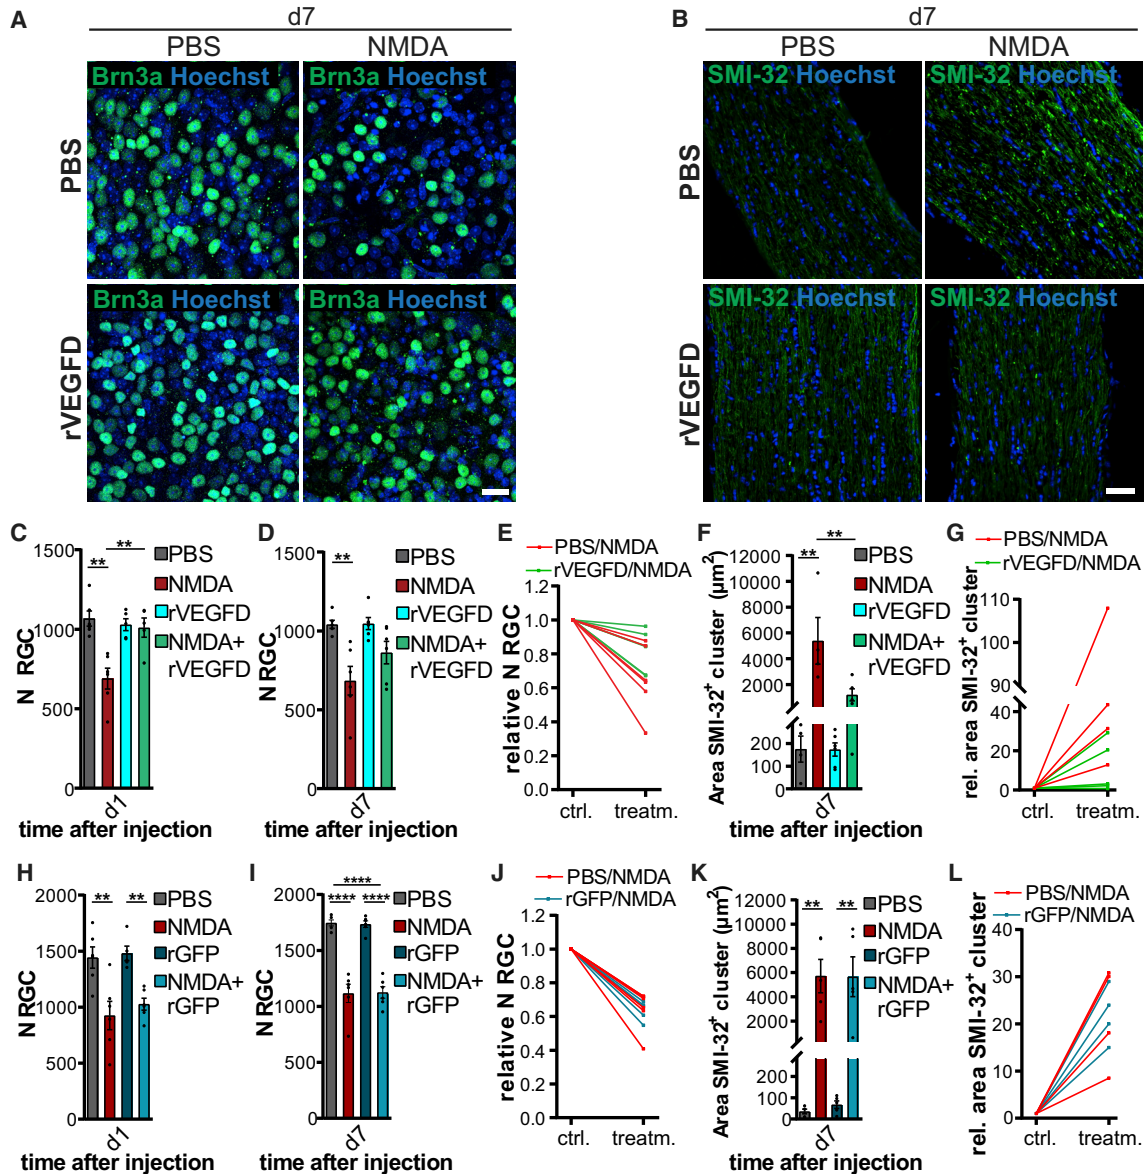 A
d7
PBS NMDA
Brn3a Hoechst Brn3a Hoechst
PBS
Brn3a Hoechst Brn3a Hoechst
rVEGFD
B
d7
PBS NMDA
SMI-32 Hoechst SMI-32 Hoechst
PBS
SMI-32 Hoechst SMI-32 Hoechst
rVEGFD
C
N RGC
1500
1000
500
0
**
**
PBS
NMDA
rVEGFD
NMDA+
rVEGFD
d1
time after injection
D
N RGC
1500
1000
500
0
**
PBS
NMDA
rVEGFD
NMDA+
rVEGFD
d7
time after injection
E
PBS/NMDA
rVEGFD/NMDA
relative N RGC
1.2
1.0
0.8
0.6
0.4
0.2
0.0
ctrl. treatm.
F
Area SMI-32+ cluster (µm²)
12000
10000
8000
6000
4000
2000
200
100
0
**
**
PBS
NMDA
rVEGFD
NMDA+
rVEGFD
d7
time after injection
G
PBS/NMDA
rVEGFD/NMDA
rel. area SMI-32+ cluster
110
100
90
40
20
0
ctrl. treatm.
H
N RGC
2000
1500
1000
500
0
** **
PBS
NMDA
rGFP
NMDA+
rGFP
d1
time after injection
I
N RGC
2000
1500
1000
500
0
****
**** ****
PBS
NMDA
rGFP
NMDA+
rGFP
d7
time after injection
J
PBS/NMDA
rGFP/NMDA
relative N RGC
1.2
1.0
0.8
0.6
0.4
0.2
0.0
ctrl. treatm.
K
Area SMI-32+ cluster (µm²)
12000
10000
8000
6000
4000
2000
200
100
0
** **
PBS
NMDA
rGFP
NMDA+
rGFP
d7
time after injection
L
PBS/NMDA
rGFP/NMDA
rel. area SMI-32+ cluster
40
30
20
10
0
ctrl. treatm.